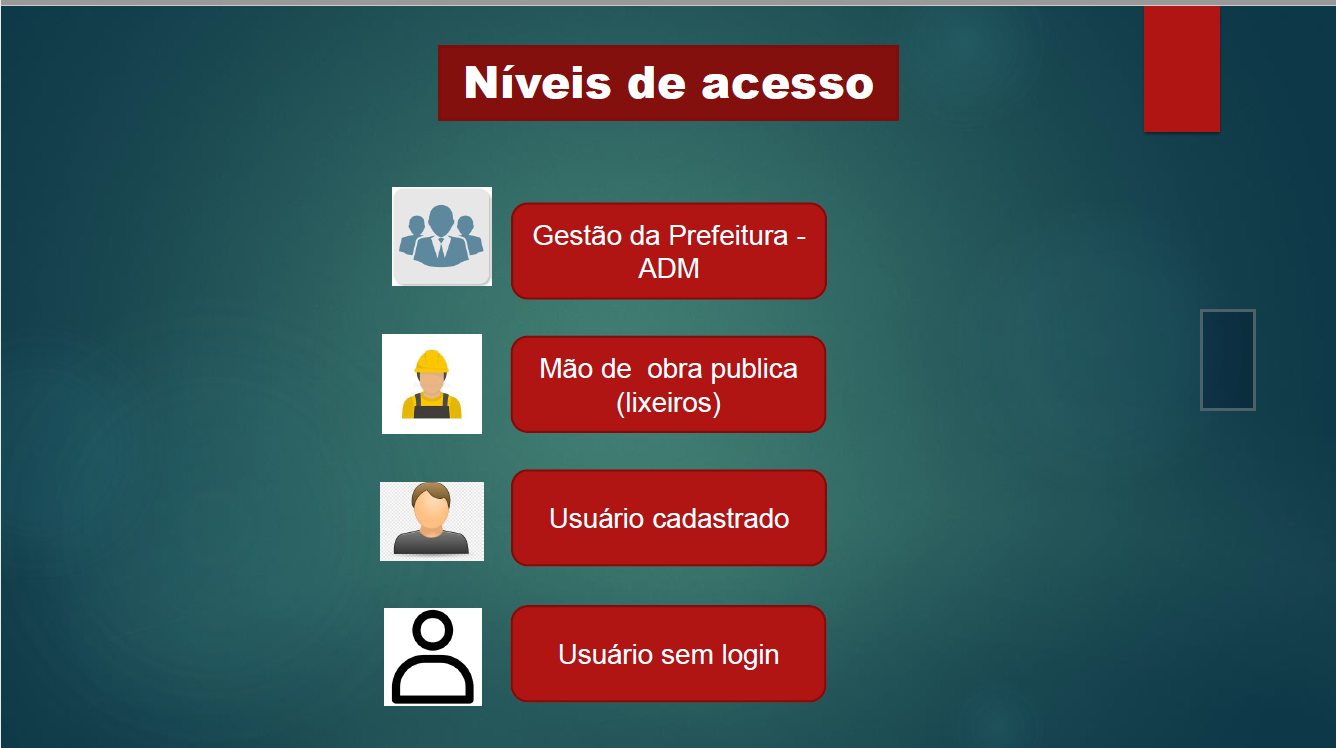 Níveis de acesso
Gestão da Prefeitura -
ADM
Mão de  obra publica
(lixeiros)
Usuário cadastrado
Usuário sem login